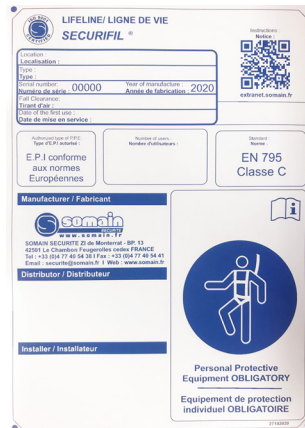 LIFELINE/ LIGNE DE VIE
SECURIFIL ®
Instructions
Notice :
extranet.somain.fr
Location :
Localisation :
Type :
Type :
Serial number: 00000 Year of manufacture : 2020
Numéro de série : Année de fabrication :
Fall Clearance:
Tirant d'air :
Date of the first use :
Date de mise en service :
Authorized type of P.P.E:
Type d'E.P.I autorisé :
E.P.I conforme
aux normes
Européennes
Number of users :
Nombre d'utilisateurs :
Standard :
Norme :
EN 795
Classe C
Manufacturer / Fabricant
somain
SECURITE
www.somain.fr
SOMAIN SECURITE ZI de Monterrat - BP. 13
42501 Le Chambon Feugerolles cedex FRANCE
Tel : +33 (0)4 77 40 54 38 I Fax : +33 (0)4 77 40 54 41
Email : securite@somain.fr I Web : www.somain.fr
Distributor / Distributeur
Installer / Installateur
Personal Protective
Equipment OBLIGATORY
Equipement de protection
individuel OBLIGATOIRE